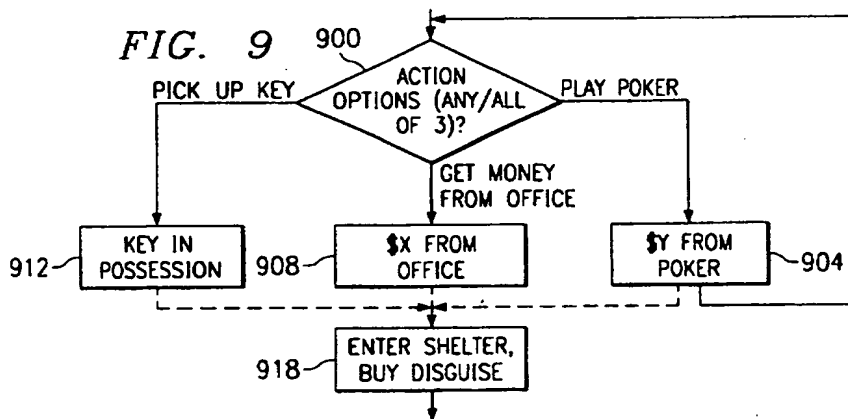 FIG. 9
900
ACTION
OPTIONS (ANY/ALL
OF 3)?
PICK UP KEY
PLAY POKER
GET MONEY
FROM OFFICE
912
KEY IN
POSSESSION
908
$X FROM
OFFICE
$Y FROM
POKER
904
918
ENTER SHELTER,
BUY DISGUISE